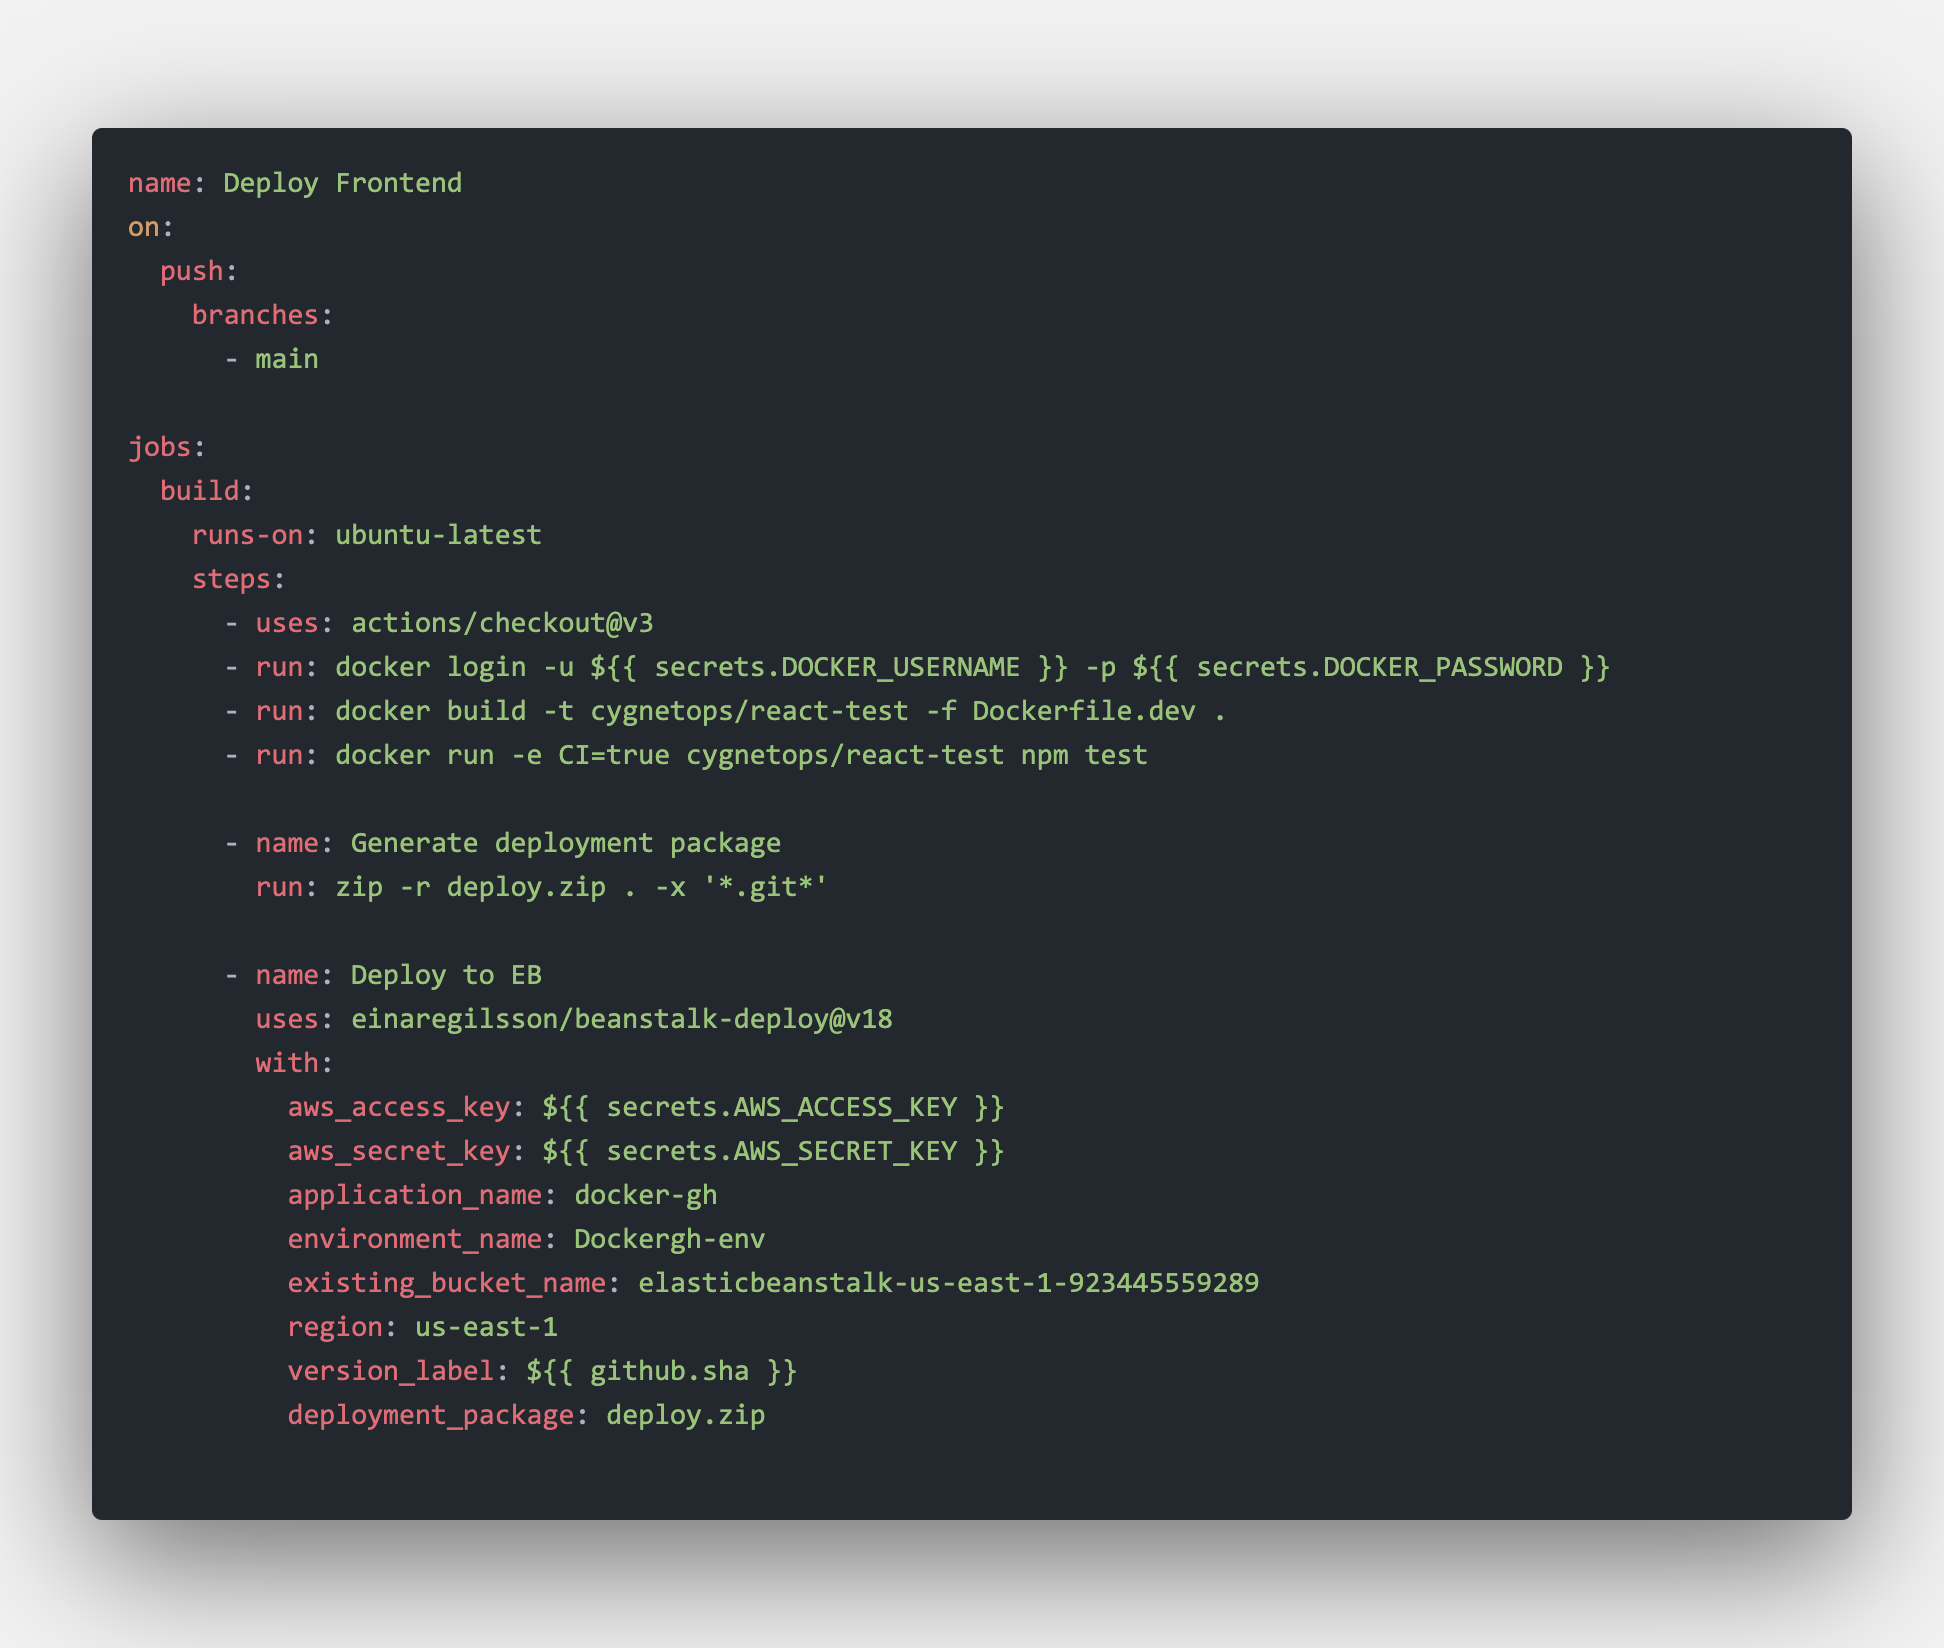 name: Deploy Frontend
on:
  push:
    branches:
      - main

jobs:
  build:
    runs-on: ubuntu-latest
    steps:
      - uses: actions/checkout@v3
      - run: docker login -u ${{ secrets.DOCKER_USERNAME }} -p ${{ secrets.DOCKER_PASSWORD }}
      - run: docker build -t cygnetops/react-test -f Dockerfile.dev .
      - run: docker run -e CI=true cygnetops/react-test npm test

      - name: Generate deployment package
        run: zip -r deploy.zip . -x '*.git*'

      - name: Deploy to EB
        uses: einaregilsson/beanstalk-deploy@v18
        with:
          aws_access_key: ${{ secrets.AWS_ACCESS_KEY }}
          aws_secret_key: ${{ secrets.AWS_SECRET_KEY }}
          application_name: docker-gh
          environment_name: Dockergh-env
          existing_bucket_name: elasticbeanstalk-us-east-1-923445559289
          region: us-east-1
          version_label: ${{ github.sha }}
          deployment_package: deploy.zip